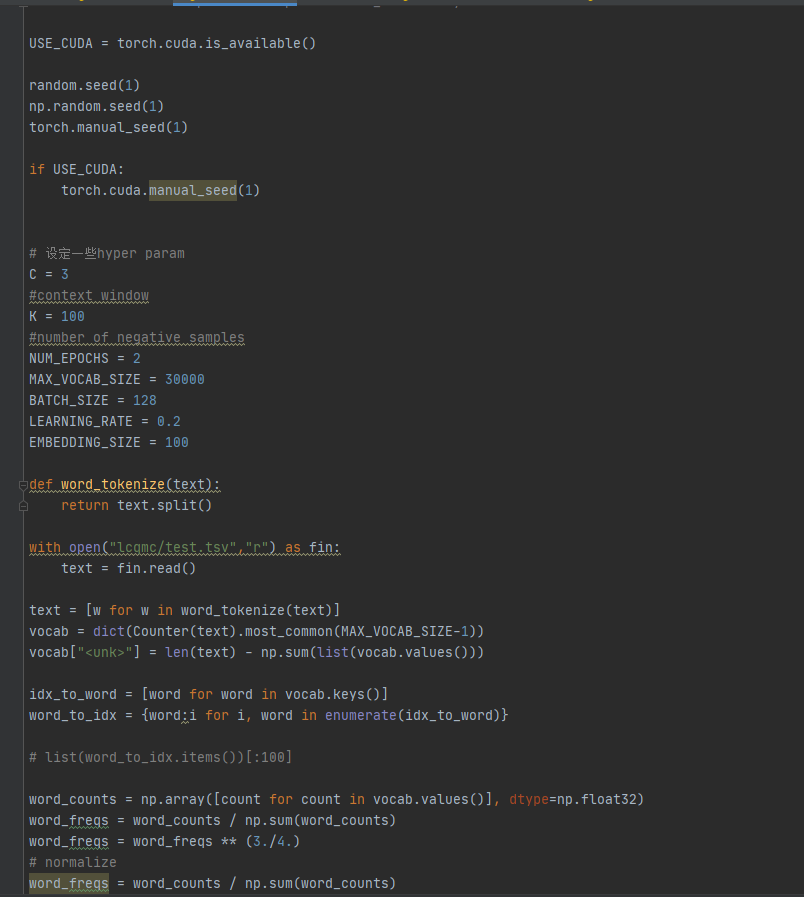 USE_CUDA = torch.cuda.is_available()
random.seed(1)
np.random.seed(1)
torch.manual_seed(1)
if USE_CUDA:
    torch.cuda.manual_seed(1)
# 设定一些hyper param
C = 3
#context window
K = 100
#number of negative samples
NUM_EPOCHS = 2
MAX_VOCAB_SIZE = 30000
BATCH_SIZE = 128
LEARNING_RATE = 0.2
EMBEDDING_SIZE = 100
def word_tokenize(text):
    return text.split()
with open("lcqmc/test.tsv","r") as fin:
    text = fin.read()
text = [w for w in word_tokenize(text)]
vocab = dict(Counter(text).most_common(MAX_VOCAB_SIZE-1))
vocab["<unk>"] = len(text) - np.sum(list(vocab.values()))
idx_to_word = [word for word in vocab.keys()]
word_to_idx = {word:i for i, word in enumerate(idx_to_word)}
# list(word_to_idx.items())[:100]
word_counts = np.array([count for count in vocab.values()], dtype=np.float32)
word_freqs = word_counts / np.sum(word_counts)
word_freqs = word_freqs ** (3./4.)
# normalize
word_freqs = word_counts / np.sum(word_counts)